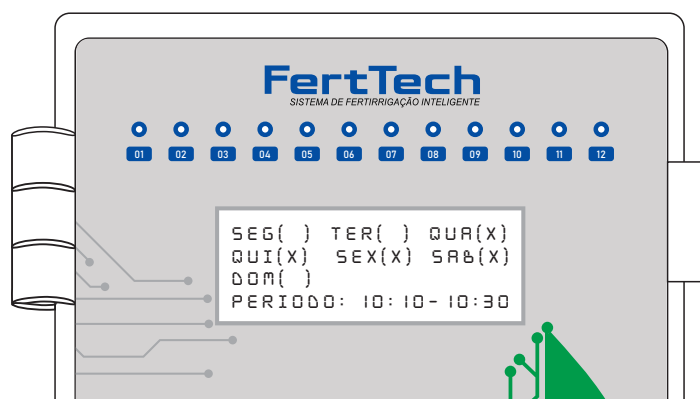 FertTech
SISTEMA DE FERTIRRIGAÇÃO INTELIGENTE
01 02 03 04 05 06 07 08 09 10 11 12
SEG( ) TER( ) QUA(X)
QUI(X) SEX(X) SAB(X)
DOM( )
PERIODO: 10:10-10:30